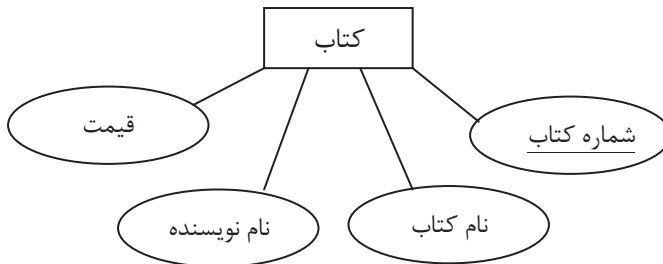 کتاب
شماره کتاب
قیمت
نام کتاب
نام نویسنده